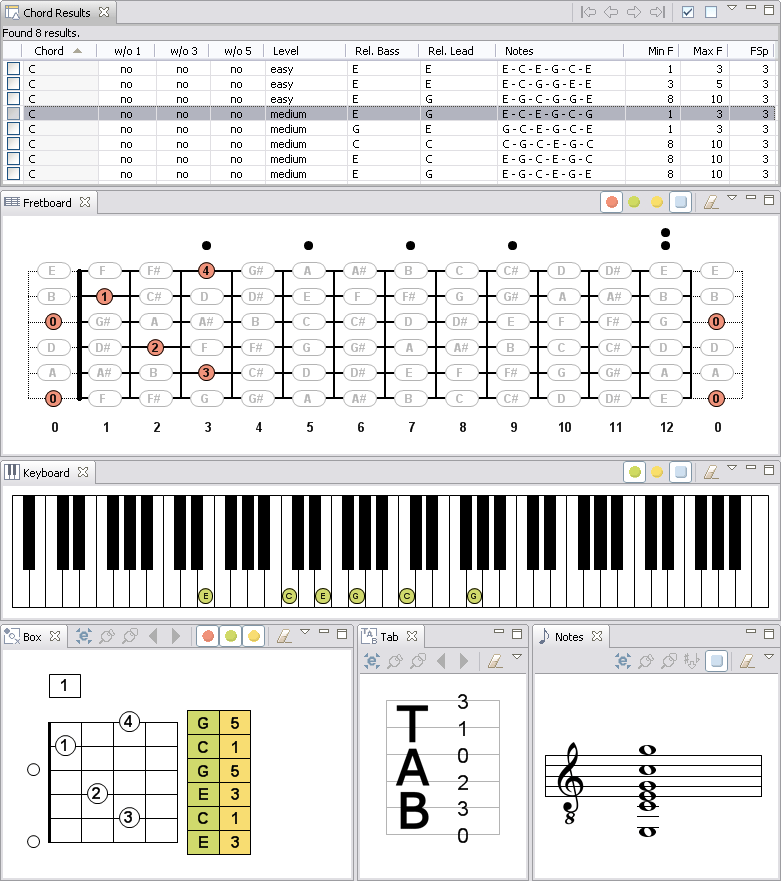 Chord Results
Found 8 results.
Chord w/o 1 w/o 3 w/o 5 Level Rel. Bass Rel. Lead Notes Min F Max F FSp
C no no no easy E E E - C - E - G - C - E 1 3 3
C no no no easy E E E - C - G - G - E - E 3 5 3
C no no no easy E G E - G - C - E - G - E 8 10 3
C no no no medium E G E - C - E - G - C - G 1 3 3
C no no no medium G E G - C - E - G - C - E 1 3 3
C no no no medium C C C - G - C - E - G - C 8 10 3
C no no no medium E C E - G - C - E - G - C 8 10 3
C no no no medium E G E - G - C - E - C - G 8 10 3
Fretboard
E F F# 4 G# A A# B C C# D D# E E
B 1 C# D D# E F F# G G# A A# B B
0 G# A A# B C C# D D# E F F# G 0
D D# 2 F F# G G# A A# B C C# D D
A A# B 3 C# D D# E F F# G G# A A
0 F F# G G# A A# B C C# D D# E 0
0 1 2 3 4 5 6 7 8 9 10 11 12 0
Keyboard
E C E G C G
Box
1
4 G 5
1 C 1
G 5
2 E 3
3 C 1
E 3
Tab
TAB
3
1
0
2
3
0
Notes
8